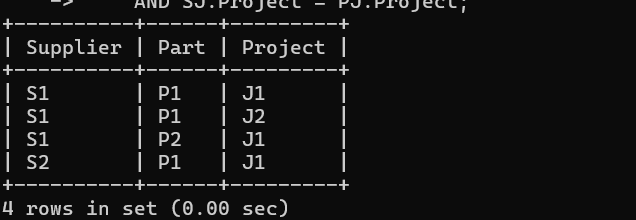 ->     AND SJ.Project = PJ.Project;
+----------+------+---------+
| Supplier | Part | Project |
+----------+------+---------+
| S1       | P1   | J1      |
| S1       | P1   | J2      |
| S1       | P2   | J1      |
| S2       | P1   | J1      |
+----------+------+---------+
4 rows in set (0.00 sec)